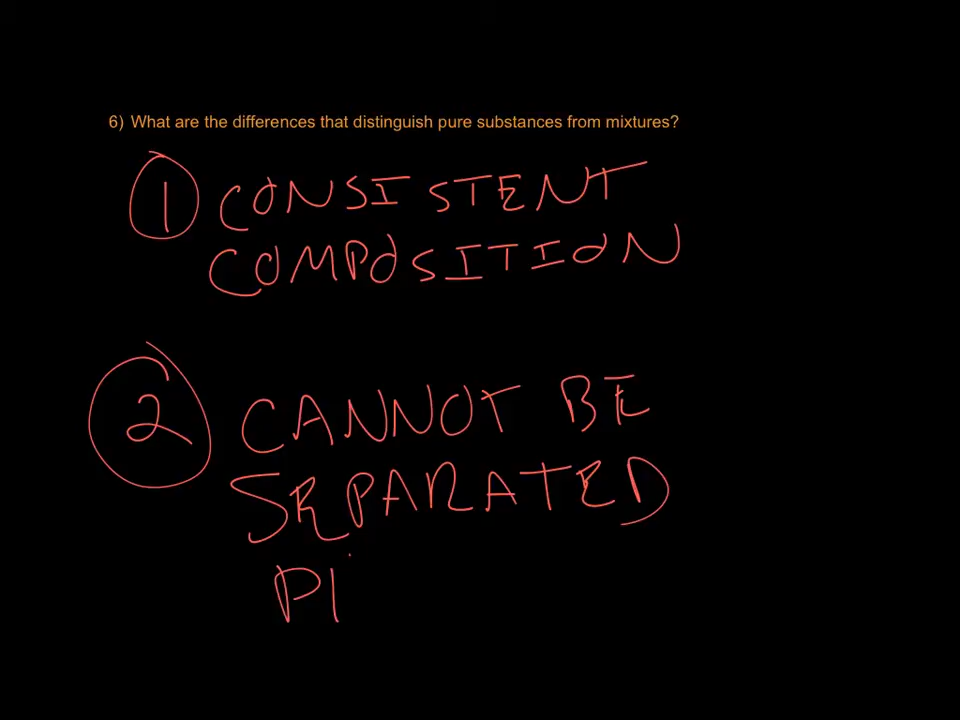 6) What are the differences that distinguish pure substances from mixtures?
1 CONSISTENT
COMPOSITION
2 CANNOT BE
SEPARATED